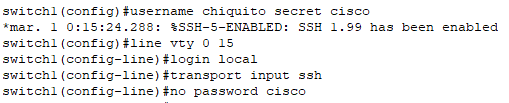 switch1(config)#username chiquito secret cisco
*mar. 1 0:15:24.288: %SSH-5-ENABLED: SSH 1.99 has been enabled
switch1(config)#line vty 0 15
switch1(config-line)#login local
switch1(config-line)#transport input ssh
switch1(config-line)#no password cisco